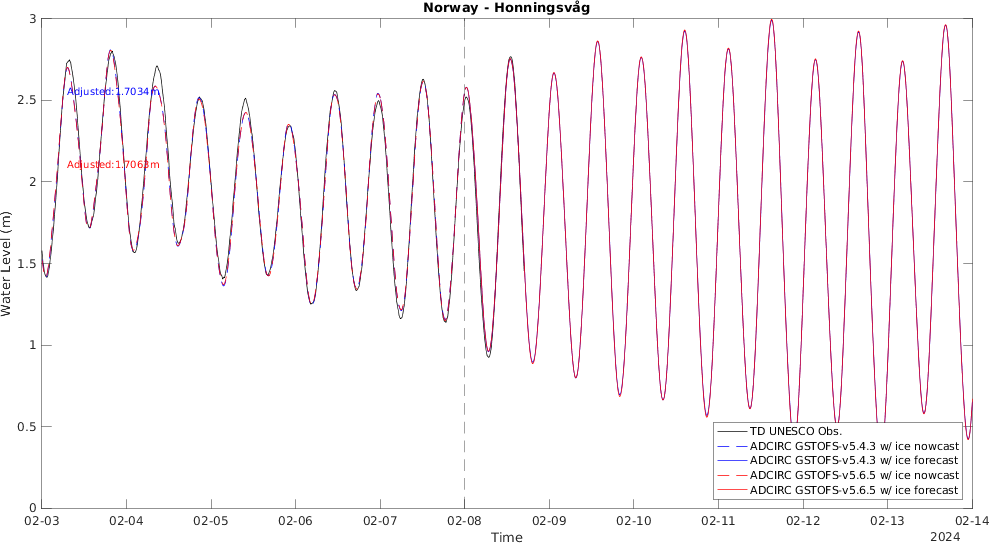 Norway - Honningsvåg
Water Level (m)
3
2.5
2
1.5
1
0.5
0
Adjusted:1.7034m
Adjusted:1.7063m
TD UNESCO Obs.
ADCIRC GSTOFS-v5.4.3 w/ ice nowcast
ADCIRC GSTOFS-v5.4.3 w/ ice forecast
ADCIRC GSTOFS-v5.6.5 w/ ice nowcast
ADCIRC GSTOFS-v5.6.5 w/ ice forecast
02-03 02-04 02-05 02-06 02-07 02-08 02-09 02-10 02-11 02-12 02-13 02-14
Time
2024